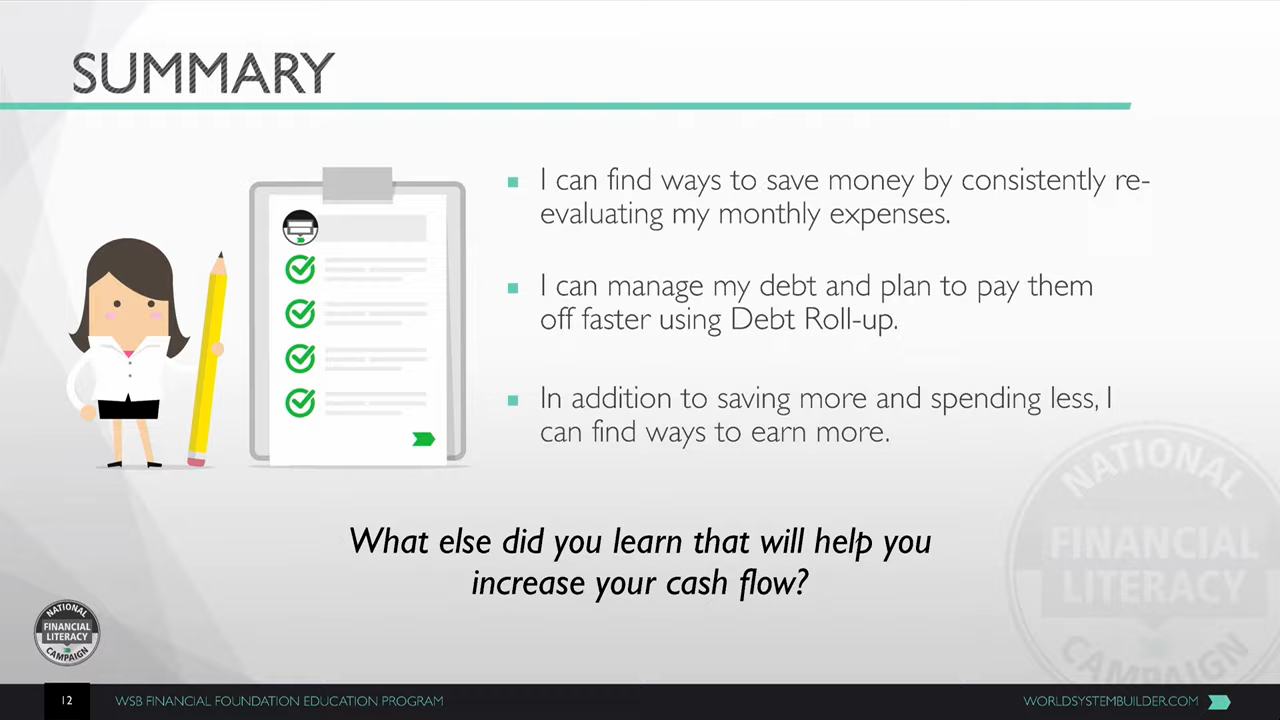 SUMMARY
I can find ways to save money by consistently re-
evaluating my monthly expenses.
I can manage my debt and plan to pay them
off faster using Debt Roll-up.
In addition to saving more and spending less, I
can find ways to earn more.
What else did you learn that will help you
increase your cash flow?
NATIONAL
FINANCIAL
LITERACY
CAMPAIGN
NATIONAL
FINANCIAL
LITERACY
CAMPAIGN
12
WSB FINANCIAL FOUNDATION EDUCATION PROGRAM
WORLDSYSTEMBUILDER.COM